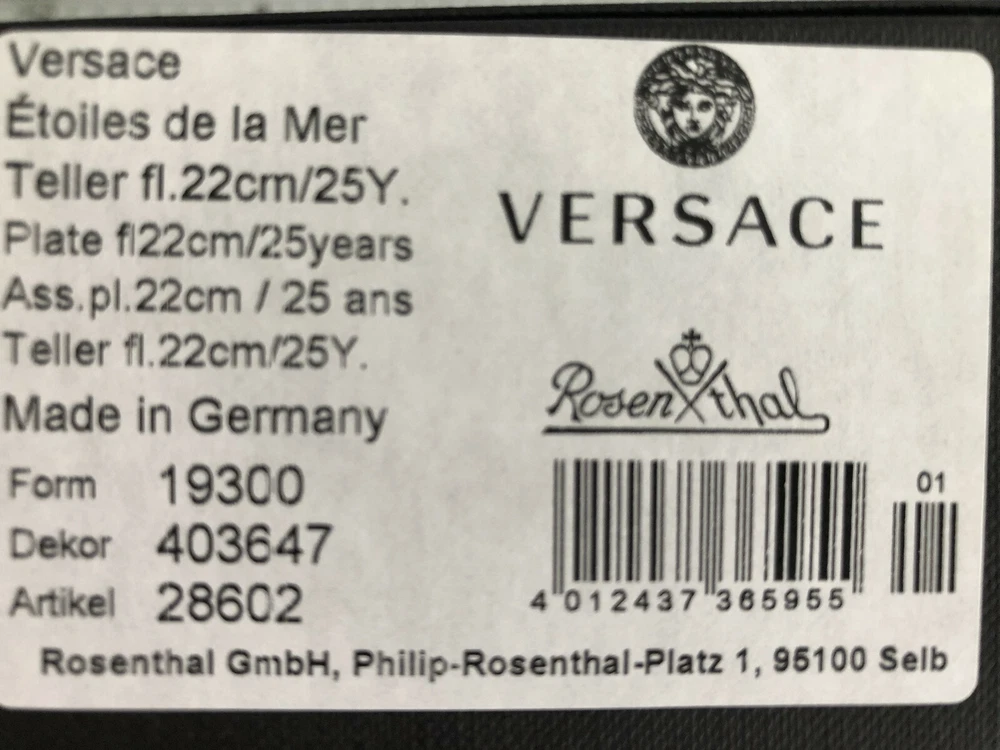 Versace
Étoiles de la Mer
Teller fl.22cm/25Y.
Plate fl22cm/25years
Ass.pl.22cm / 25 ans
Teller fl.22cm/25Y.
Made in Germany
Form 19300
Dekor 403647
Artikel 28602
VERSACE
Rosenthal
01
4 012437 365955
Rosenthal GmbH, Philip-Rosenthal-Platz 1, 95100 Selb